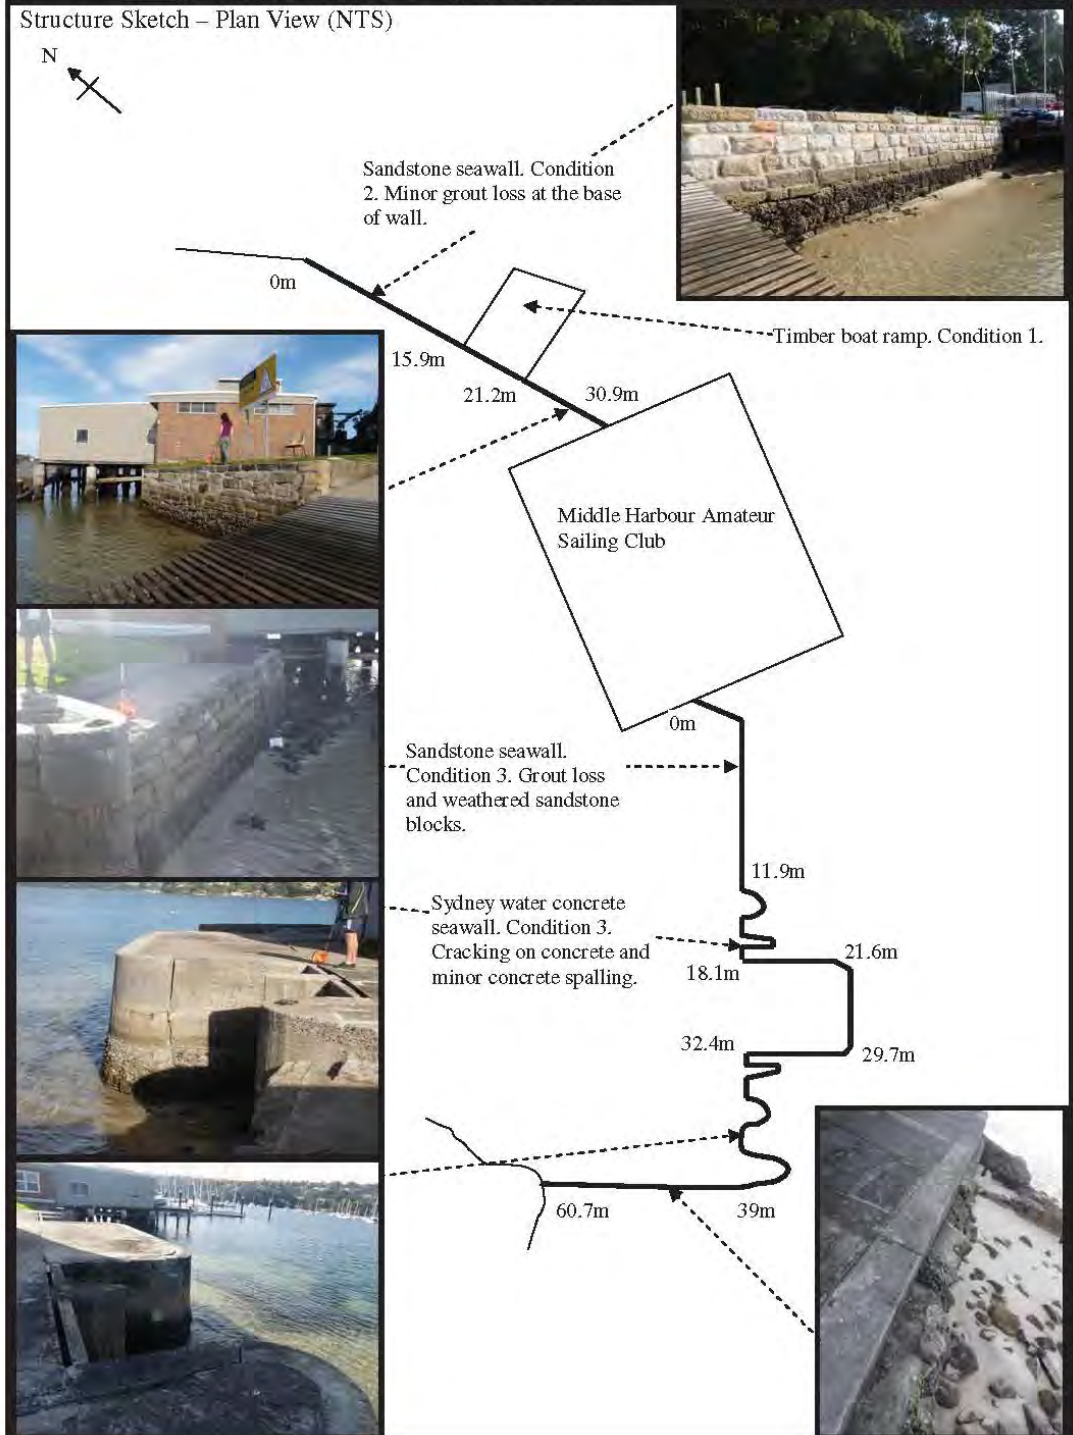 Structure Sketch – Plan View (NTS)
N
Sandstone seawall. Condition
2. Minor grout loss at the base
of wall.
0m
Timber boat ramp. Condition 1.
15.9m
21.2m
30.9m
Middle Harbour Amateur
Sailing Club
0m
Sandstone seawall.
Condition 3. Grout loss
and weathered sandstone
blocks.
11.9m
Sydney water concrete
seawall. Condition 3.
Cracking on concrete and
minor concrete spalling.
21.6m
18.1m
32.4m
29.7m
60.7m
39m